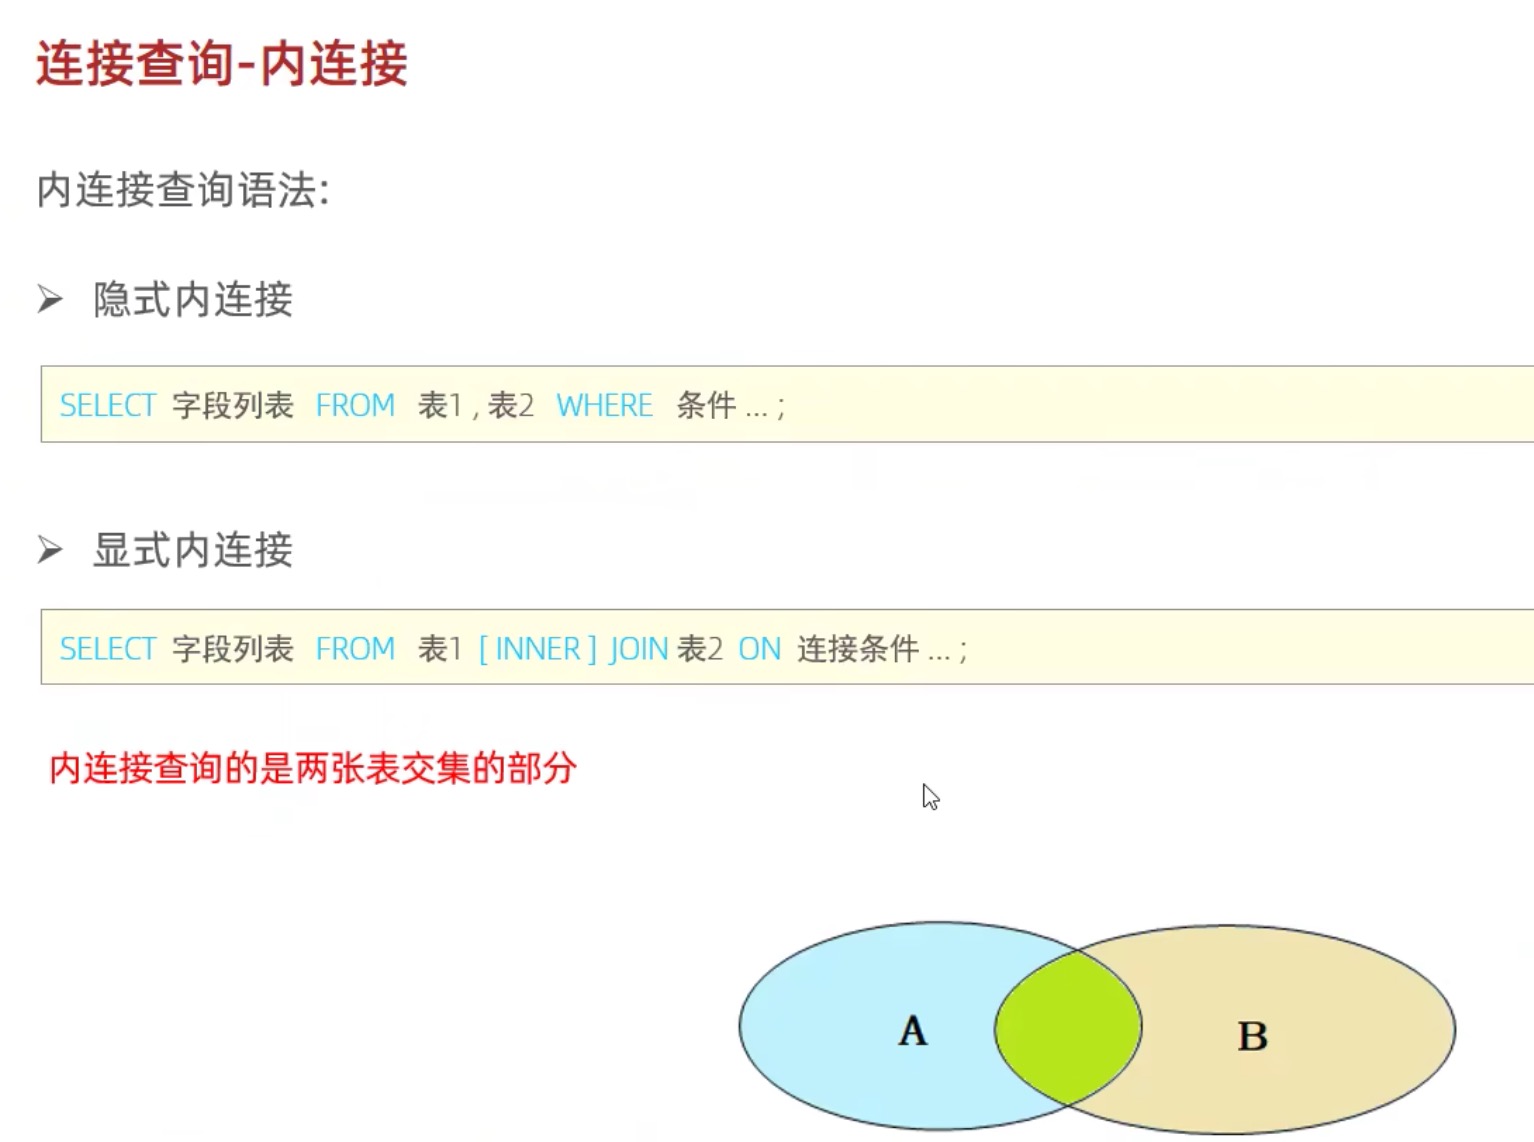 连接查询-内连接
内连接查询语法:
隐式内连接
SELECT 字段列表 FROM 表1 , 表2 WHERE 条件 ... ;
显式内连接
SELECT 字段列表 FROM 表1 [ INNER ] JOIN 表2 ON 连接条件 ... ;
内连接查询的是两张表交集的部分
A
B